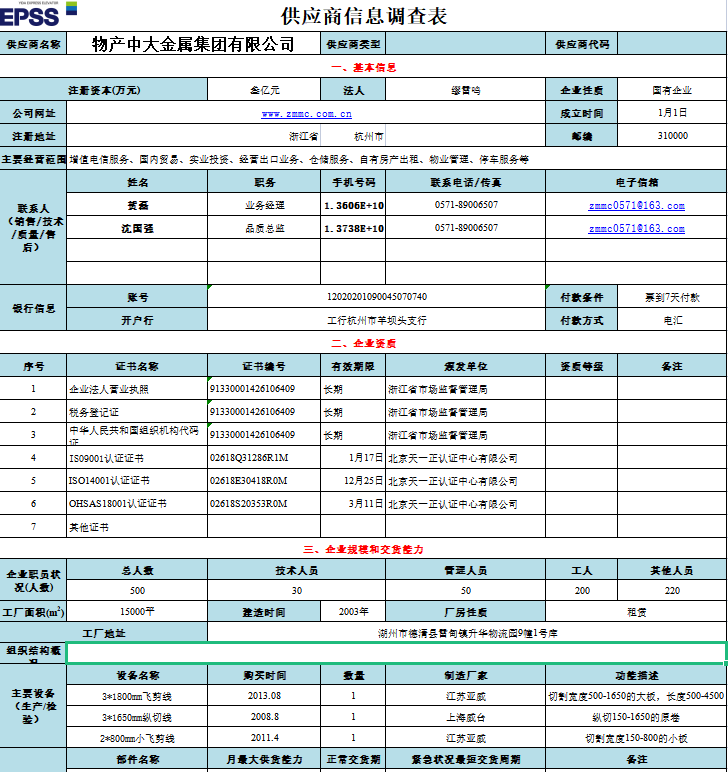 YIDA EXPRESS ELEVATOR
EPSS
供应商信息调查表
供应商名称 物产中大金属集团有限公司 供应商类型 供应商代码
一、基本信息
注册资本(万元) 叁亿元 法人 缪雷鸣 企业性质 国有企业
公司网址 www.zmmc.com.cn 成立时间 1月1日
注册地址 浙江省 杭州市 邮编 310000
主要经营范围 增值电信服务、国内贸易、实业投资、经营出口业务、仓储服务、自有房产出租、物业管理、停车服务等
联系人（销售/技术/质量/售后） 姓名 职务 手机号码 联系电话/传真 电子信箱
贺磊 业务经理 1.3606E+10 0571-89006507 zmmc0571@163.com
沈国强 品质总监 1.3738E+10 0571-89006507 zmmc0571@163.com
银行信息 账号 12020201090045070740 付款条件 票到7天付款
开户行 工行杭州市羊坝头支行 付款方式 电汇
二、企业资质
序号 证书名称 证书编号 有效期限 颁发单位 资质等级 备注
1 企业法人营业执照 91330001426106409 长期 浙江省市场监督管理局
2 税务登记证 91330001426106409 长期 浙江省市场监督管理局
3 中华人民共和国组织机构代码证 91330001426106409 长期 浙江省市场监督管理局
4 IS09001认证证书 02618Q31286R1M 1月17日 北京天一正认证中心有限公司
5 ISO14001认证证书 02618E30418R0M 12月25日 北京天一正认证中心有限公司
6 OHSAS18001认证证书 02618S20353R0M 3月11日 北京天一正认证中心有限公司
7 其他证书
三、企业规模和交货能力
企业职员状况(人数) 总人数 技术人员 管理人员 工人 其他人员
500 30 50 200 220
工厂面积(m²) 15000平 建造时间 2003年 厂房性质 租赁
工厂地址 湖州市德清县雷甸镇升华物流园9幢1号库
组织结构概况
主要设备（生产/检验） 设备名称 购买时间 数量 制造厂家 功能描述
3*1800mm飞剪线 2013.08 1 江苏亚威 切割宽度500-1650的大板，长度500-4500
3*1650mm纵切线 2008.8 1 上海威台 纵切150-1650的原卷
2*800mm小飞剪线 2011.4 1 江苏亚威 切割宽度150-800的小板
部件名称 月最大供货能力 正常交货期 紧急状况最短交货周期 备注